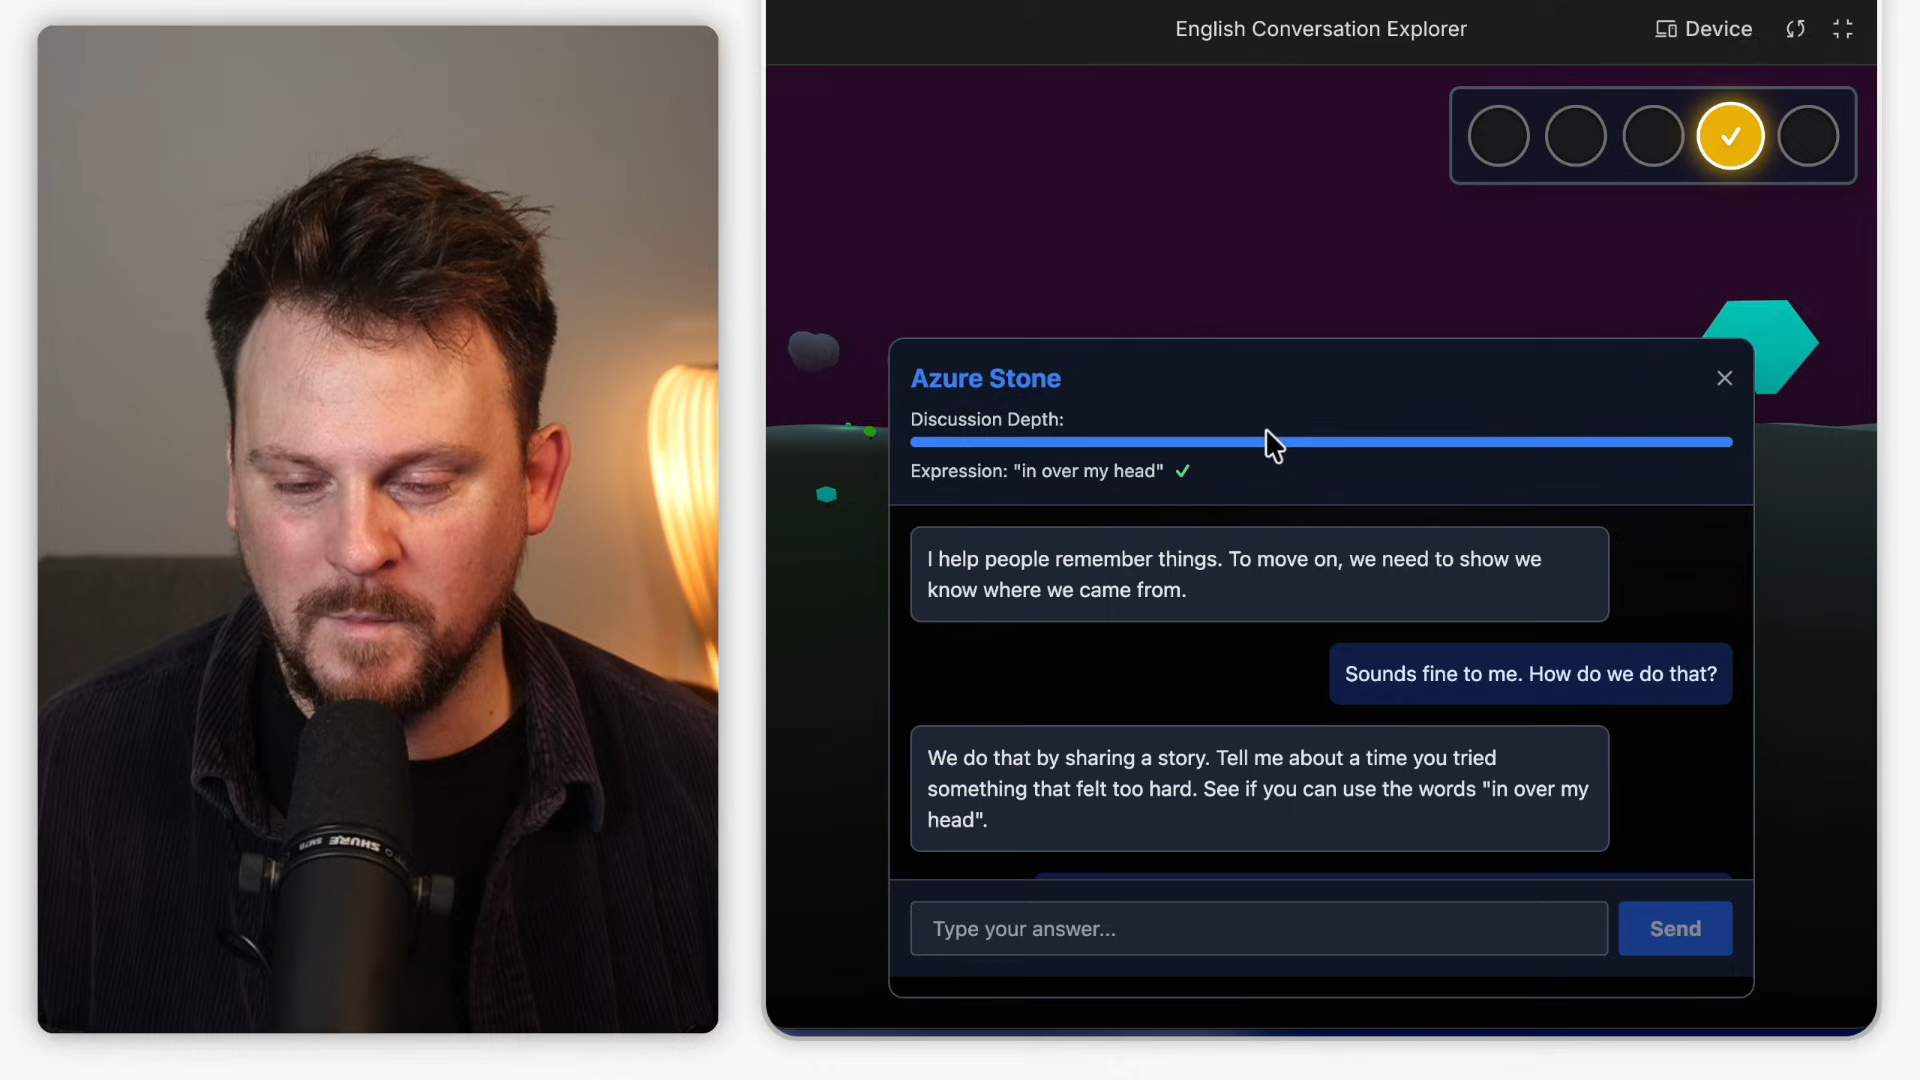 English Conversation Explorer
Device
Azure Stone
Discussion Depth:
Expression: "in over my head"
I help people remember things. To move on, we need to show we
know where we came from.
Sounds fine to me. How do we do that?
We do that by sharing a story. Tell me about a time you tried
something that felt too hard. See if you can use the words "in over my
head".
Type your answer...
Send
SHURE SM7B